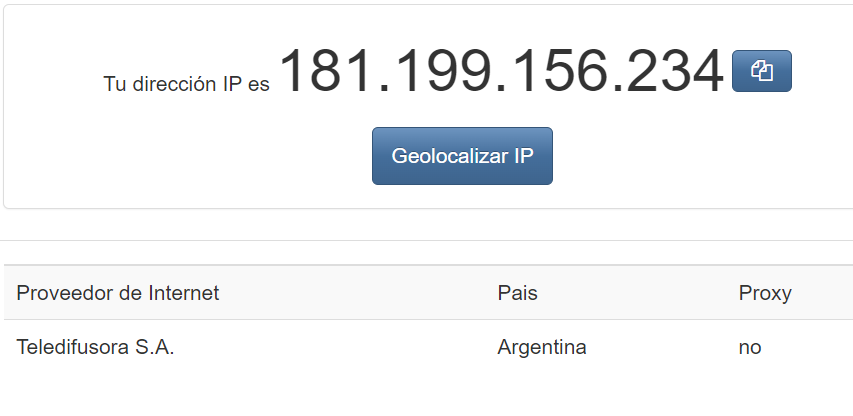 Tu dirección IP es 181.199.156.234
Geolocalizar IP
Proveedor de Internet Pais Proxy
Teledifusora S.A. Argentina no